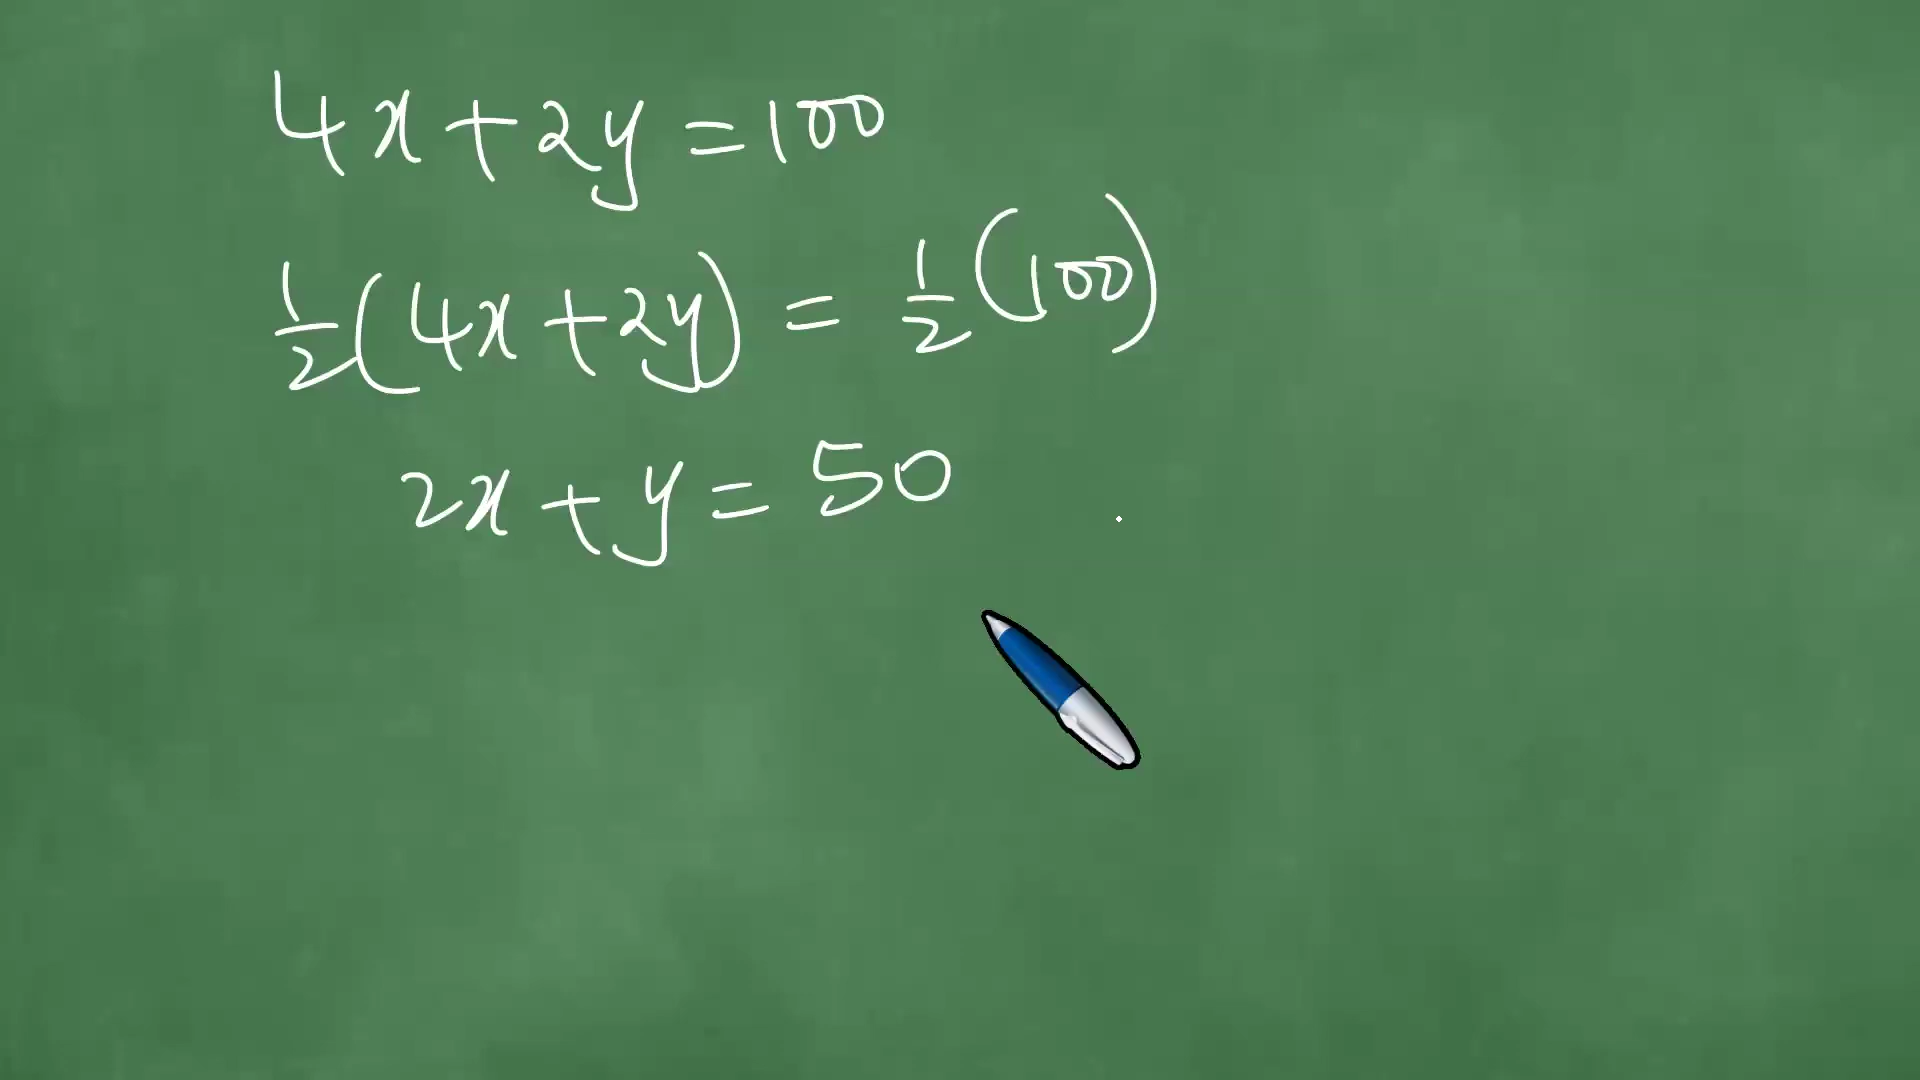 4x + 2y = 100
1/2 (4x + 2y) = 1/2 (100)
2x + y = 50